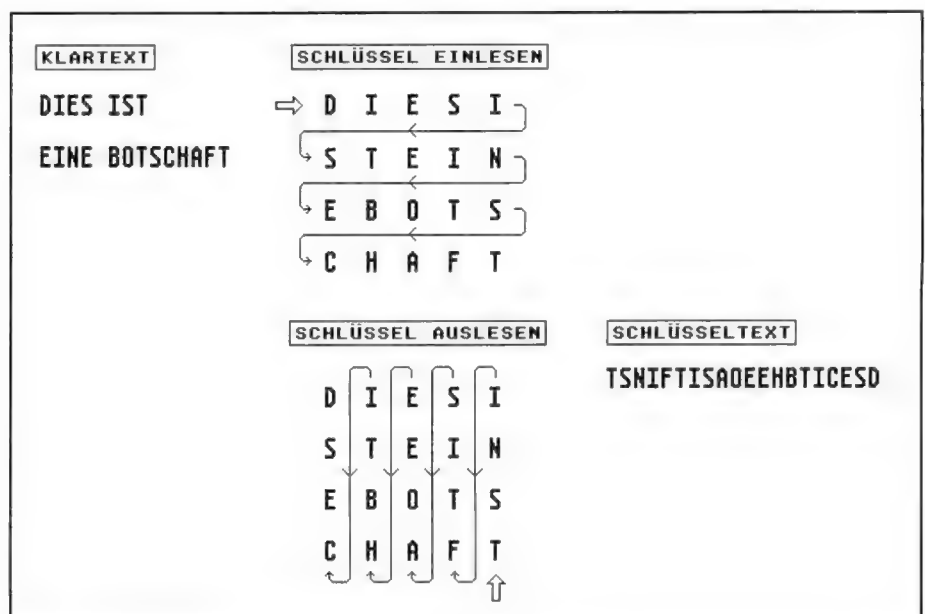 KLARTEXT
DIES IST
EINE BOTSCHAFT
SCHLÜSSEL EINLESEN
D I E S I
S T E I N
E B O T S
C H A F T
SCHLÜSSEL AUSLESEN
D I E S I
S T E I N
E B O T S
C H A F T
SCHLÜSSELTEXT
TSNIFTISAOEEHBTICESD